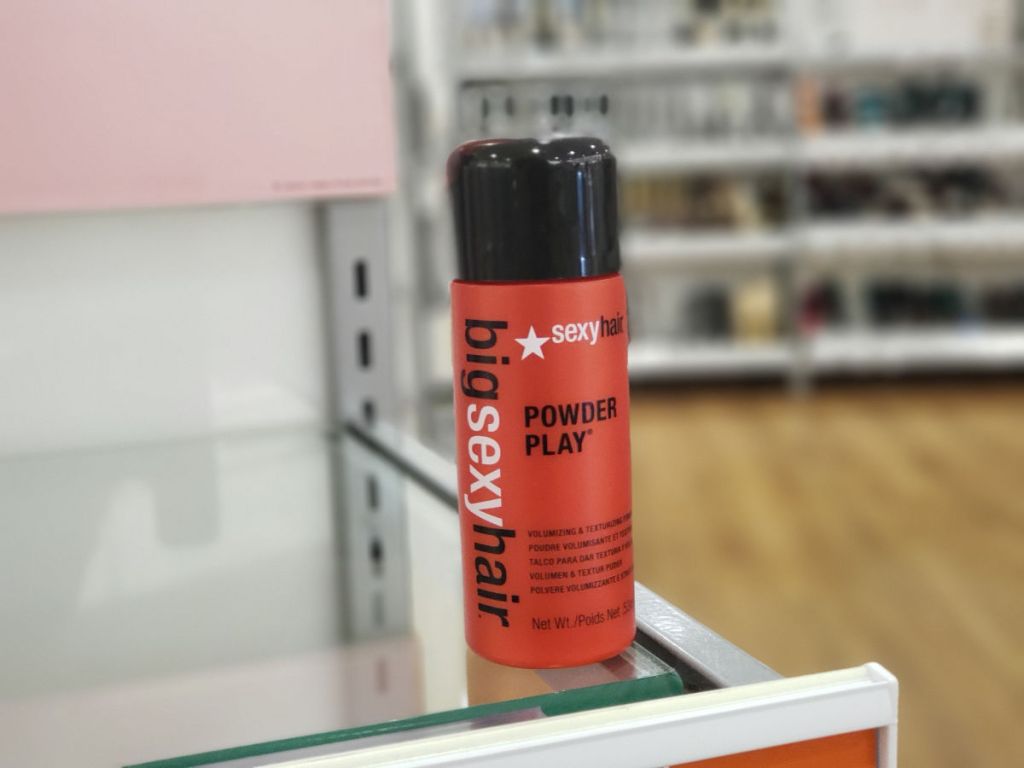 bigsexyhair
sexyhair
POWDER
PLAY®
VOLUMIZING & TEXTURIZING
POUDRE VOLUMISANTE ET
TALCO PARA DAR TEXTURA Y
VOLUMEN & TEXTUR PUDER
POLVERE VOLUMIZZANTE E
Net Wt./Poids Net